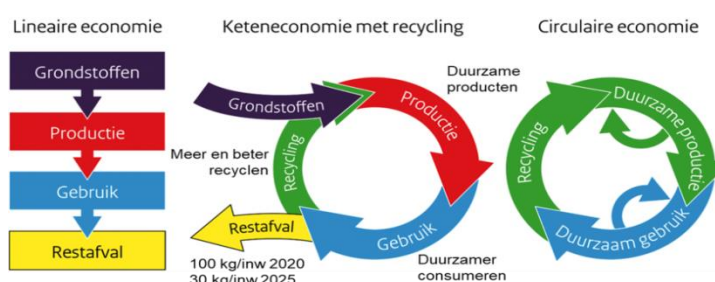 Lineaire economie
Grondstoffen
Productie
Gebruik
Restafval
Keteneconomie met recycling
Grondstoffen
Productie
Gebruik
Recycling
Restafval
Meer en beter
recyclen
100 kg/inw 2020
30 kg/inw 2025
Duurzame
producten
Duurzamer
consumeren
Circulaire economie
Duurzame productie
Duurzaam gebruik
Recycling